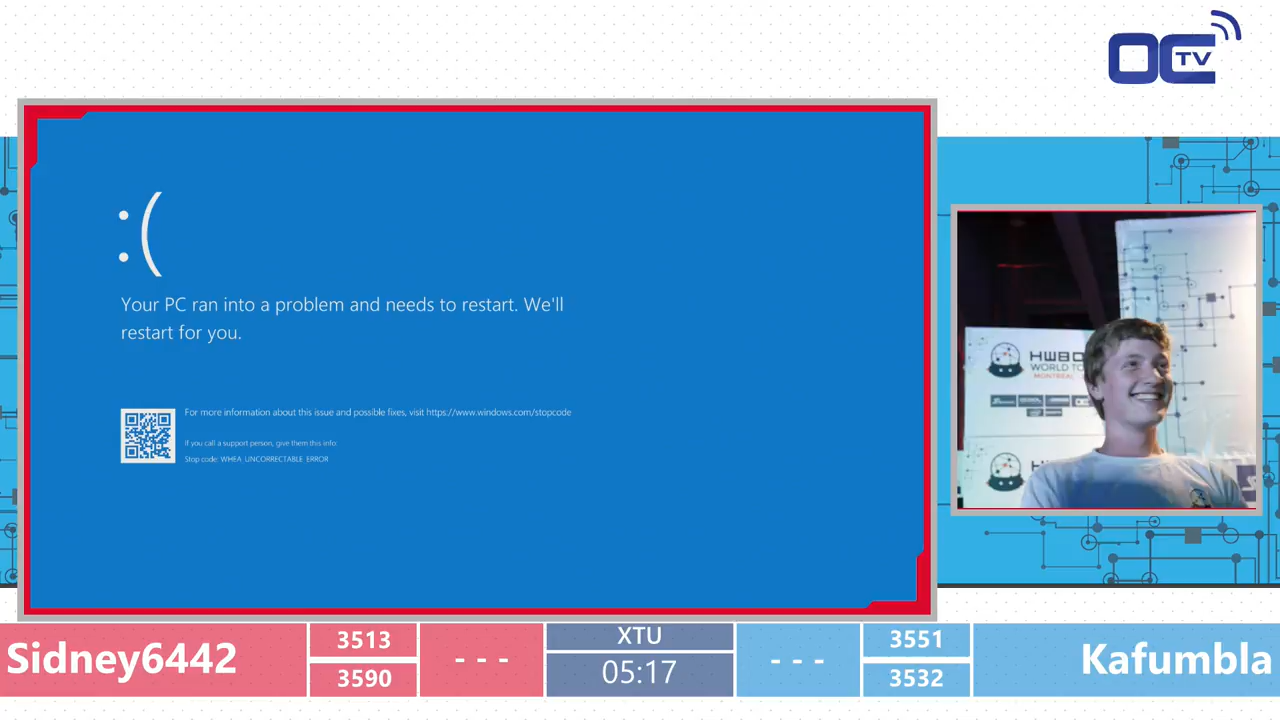 OC TV
:(
Your PC ran into a problem and needs to restart. We'll
restart for you.
For more information about this issue and possible fixes, visit https://www.windows.com/stopcode
If you call a support person, give them this info:
Stop code: WHEA_UNCORRECTABLE_ERROR
HWBO
WORLD TO
MONTREAL
Sidney6442
3513
3590
- - -
XTU
05:17
- - -
3551
3532
Kafumbla